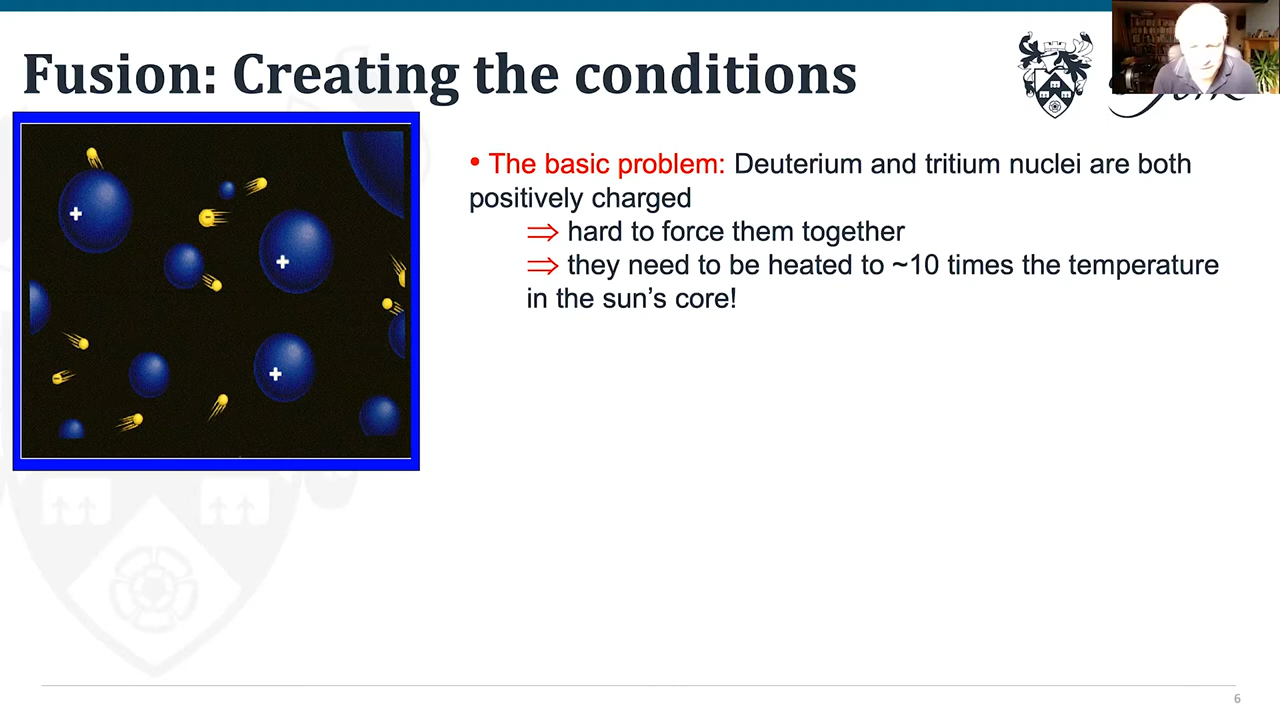 Fusion: Creating the conditions
• The basic problem: Deuterium and tritium nuclei are both
positively charged
⇒ hard to force them together
⇒ they need to be heated to ~10 times the temperature
in the sun’s core!
+
+
+
6